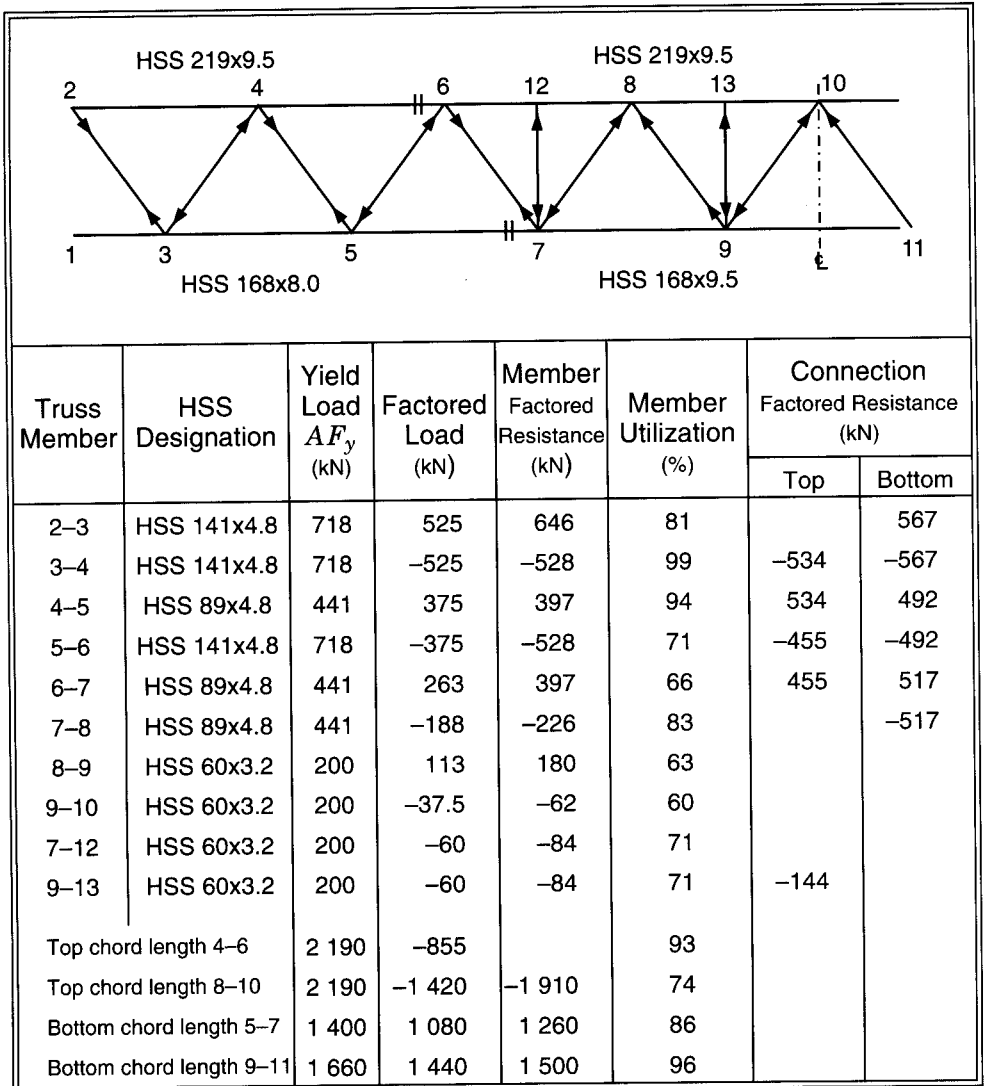 HSS 219x9.5 HSS 219x9.5
2 4 6 12 8 13 10
1 3 5 7 9 11
HSS 168x8.0 HSS 168x9.5
Truss Member HSS Designation Yield Load AFy (kN) Factored Load (kN) Member Factored Resistance (kN) Member Utilization (%) Connection Factored Resistance (kN)
Top Bottom
2–3 HSS 141x4.8 718 525 646 81 567
3–4 HSS 141x4.8 718 –525 –528 99 –534 –567
4–5 HSS 89x4.8 441 375 397 94 534 492
5–6 HSS 141x4.8 718 –375 –528 71 –455 –492
6–7 HSS 89x4.8 441 263 397 66 455 517
7–8 HSS 89x4.8 441 –188 –226 83 –517
8–9 HSS 60x3.2 200 113 180 63
9–10 HSS 60x3.2 200 –37.5 –62 60
7–12 HSS 60x3.2 200 –60 –84 71
9–13 HSS 60x3.2 200 –60 –84 71 –144
Top chord length 4–6 2 190 –855 93
Top chord length 8–10 2 190 –1 420 –1 910 74
Bottom chord length 5–7 1 400 1 080 1 260 86
Bottom chord length 9–11 1 660 1 440 1 500 96